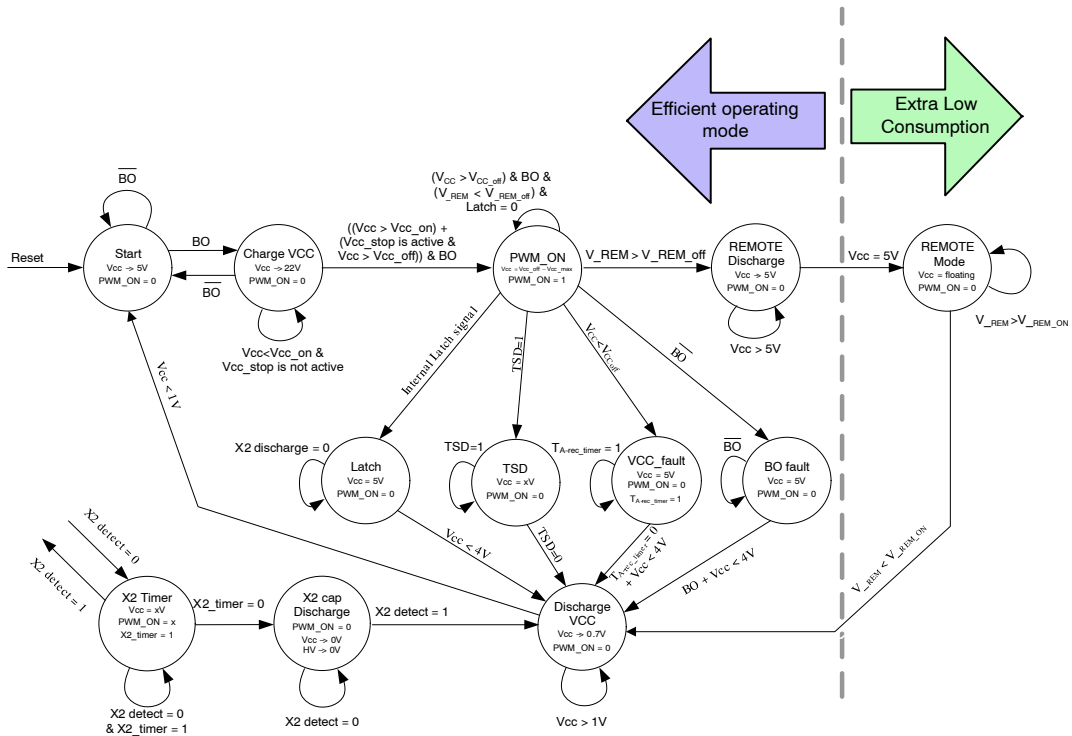 Efficient operating
mode
Extra Low
Consumption
BO
(V_CC > V_CC_off) & BO &
(V_REM < V_REM_off) &
Latch = 0
Reset
Start
Vcc -> 5V
PWM_ON = 0
BO
BO
Charge VCC
Vcc -> 22V
PWM_ON = 0
Vcc<Vcc_on &
Vcc_stop is not active
((Vcc > Vcc_on) +
(Vcc_stop is active &
Vcc > Vcc_off)) & BO
PWM_ON
Vcc = Vcc_off – Vcc_max
PWM_ON = 1
V_REM > V_REM_off
REMOTE
Discharge
Vcc -> 5V
PWM_ON = 0
Vcc > 5V
Vcc = 5V
REMOTE
Mode
Vcc = floating
PWM_ON = 0
V_REM>V_REM_ON
Vcc < 1V
Internal Latch signal
TSD=1
VCC<VCCoff
BO
X2 discharge = 0
Latch
Vcc = 5V
PWM_ON = 0
TSD=1
TSD
Vcc = xV
PWM_ON = 0
TA-rec_timer = 1
VCC_fault
Vcc = 5V
PWM_ON = 0
TA-rec_timer = 1
BO
BO fault
Vcc = 5V
PWM_ON = 0
Vcc < 4V
TSD=0
TA-rec_timer = 0
+ Vcc < 4V
BO + Vcc < 4V
V_REM < V_REM_ON
X2 detect = 0
X2 detect = 1
X2 Timer
Vcc = xV
PWM_ON = x
X2_timer = 1
X2 detect = 0
& X2_timer = 1
X2_timer = 0
X2 cap
Discharge
PWM_ON = 0
Vcc -> 0V
HV -> 0V
X2 detect = 0
X2 detect = 1
Discharge
VCC
Vcc -> 0.7V
PWM_ON = 0
Vcc > 1V